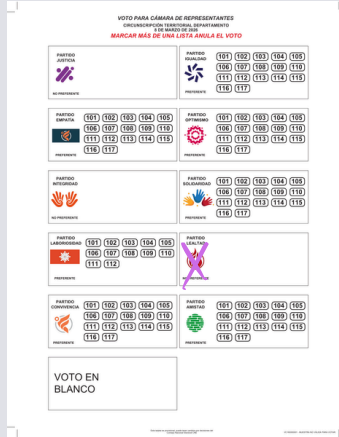 VOTO PARA CÁMARA DE REPRESENTANTES
CIRCUNSCRIPCIÓN TERRITORIAL DEPARTAMENTO
8 DE MARZO DE 2026
MARCAR MÁS DE UNA LISTA ANULA EL VOTO
PARTIDO
JUSTICIA
NO PREFERENTE
PARTIDO
IGUALDAD
101 102 103 104 105
106 107 108 109 110
111 112 113 114 115
116 117
PREFERENTE
PARTIDO
EMPATÍA
101 102 103 104 105
106 107 108 109 110
111 112 113 114 115
116 117
PREFERENTE
PARTIDO
OPTIMISMO
101 102 103 104 105
106 107 108 109 110
111 112 113 114 115
116 117
PREFERENTE
PARTIDO
INTEGRIDAD
NO PREFERENTE
PARTIDO
SOLIDARIDAD
101 102 103 104 105
106 107 108 109 110
111 112 113 114 115
116 117
PREFERENTE
PARTIDO
LABORIOSIDAD
101 102 103 104 105
106 107 108 109 110
111 112
PREFERENTE
PARTIDO
LEALTAD
NO PREFERENTE
PARTIDO
CONVIVENCIA
101 102 103 104 105
106 107 108 109 110
111 112 113 114 115
116 117
PREFERENTE
PARTIDO
AMISTAD
101 102 103 104 105
106 107 108 109 110
111 112 113 114 115
116 117
PREFERENTE
VOTO EN
BLANCO